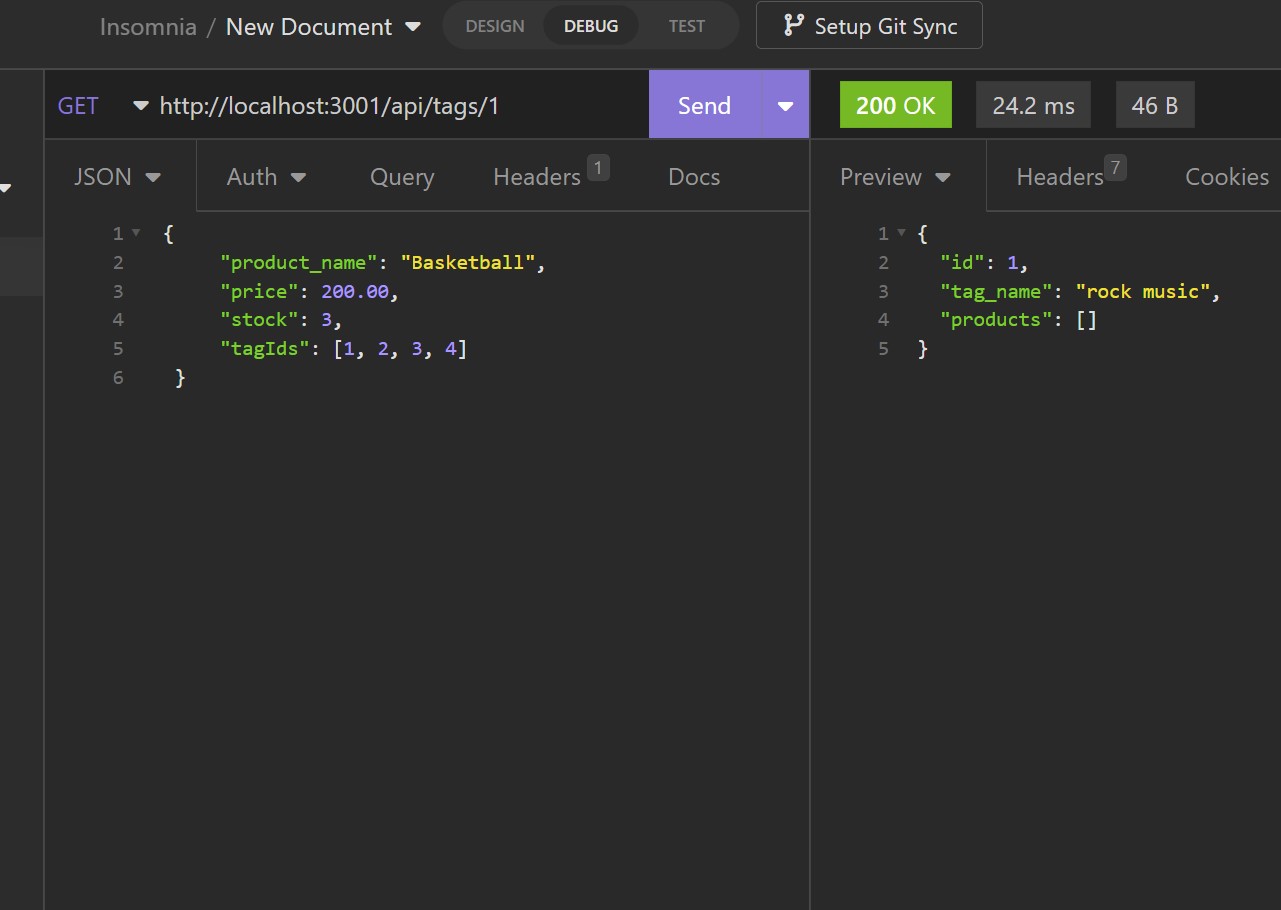 Insomnia / New Document DESIGN DEBUG TEST Setup Git Sync
GET http://localhost:3001/api/tags/1 Send 200 OK 24.2 ms 46 B
JSON Auth Query Headers 1 Docs Preview Headers 7 Cookies
1 {
2 "product_name": "Basketball",
3 "price": 200.00,
4 "stock": 3,
5 "tagIds": [1, 2, 3, 4]
6 }
1 {
2 "id": 1,
3 "tag_name": "rock music",
4 "products": []
5 }